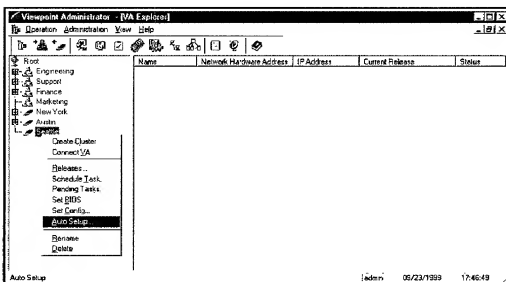 Viewpoint Administrator - [VA Explorer]
Operation Administration View Help
Name Network Hardware Address IP Address Current Release Status
Root
Engineering
Support
Finance
Marketing
New York
Austin
Seattle
Create Cluster
Connect VA
Releases...
Schedule Task.
Pending Tasks.
Set BIOS
Set Config...
Auto Setup...
Rename
Delete
Auto Setup admin 09/23/1999 17:46:49